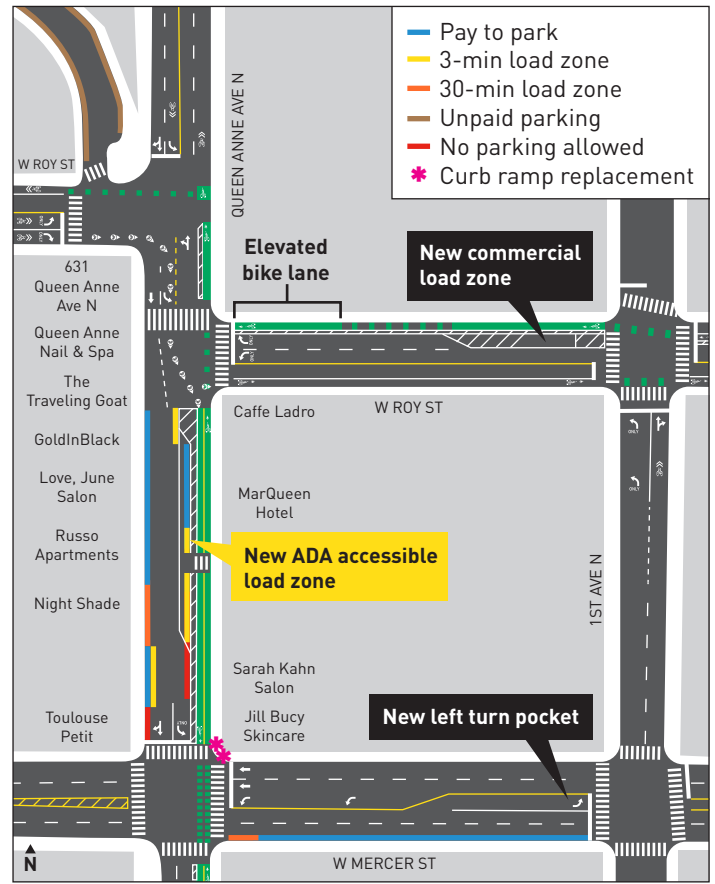 Pay to park
3-min load zone
30-min load zone
Unpaid parking
No parking allowed
Curb ramp replacement
QUEEN ANNE AVE N
W ROY ST
Elevated
bike lane
New commercial
load zone
631
Queen Anne
Ave N
Queen Anne
Nail & Spa
The
Traveling Goat
GoldInBlack
Love, June
Salon
Russo
Apartments
Night Shade
Toulouse
Petit
Caffe Ladro
W ROY ST
MarQueen
Hotel
New ADA accessible
load zone
Sarah Kahn
Salon
Jill Bucy
Skincare
1ST AVE N
ONLY
ONLY
New left turn pocket
W MERCER ST
N